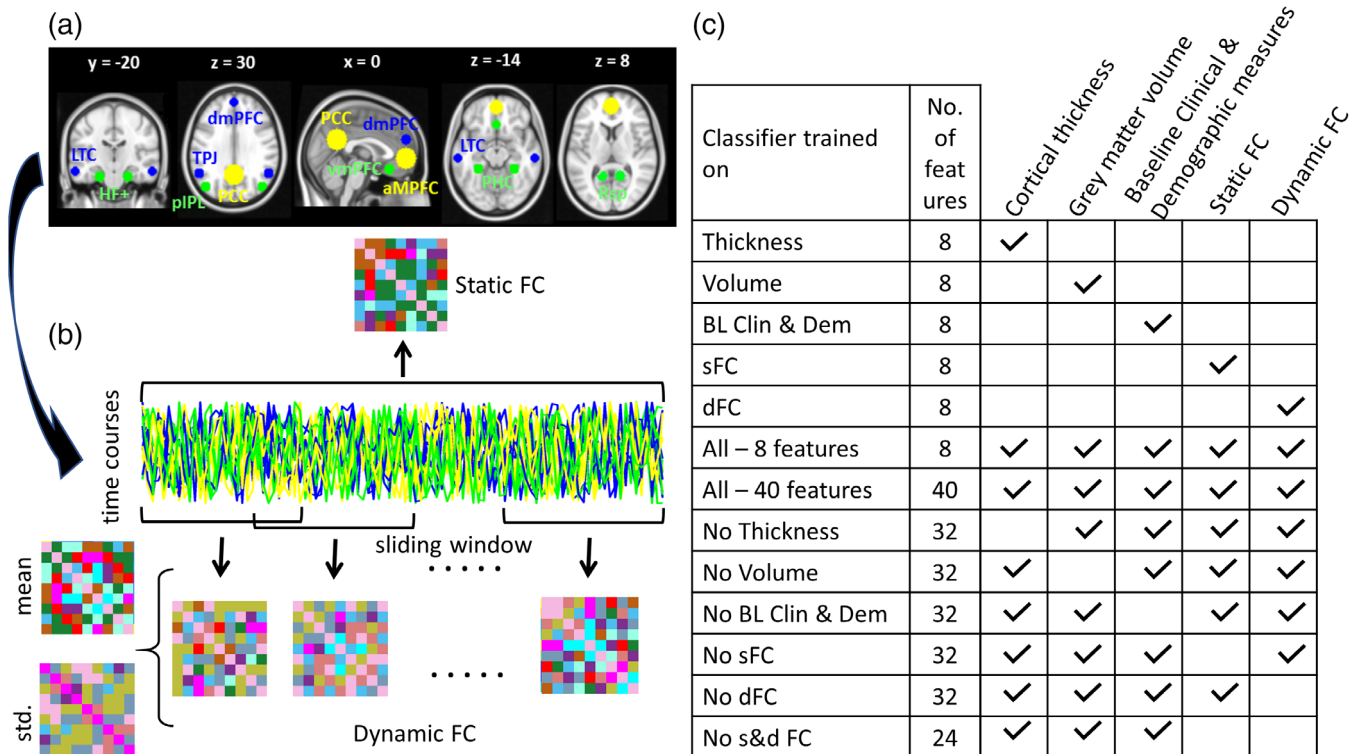 (a)
y = -20 z = 30 x = 0 z = -14 z = 8
dmPFC
PCC
dmPFC
LTC
TPJ
LTC
vmPFC
HF+
pIPL
PCC
aMPFC
PHC
Rsp
Static FC
(b)
time courses
sliding window
mean
std.
Dynamic FC
(c)
Classifier trained
on
No.
of
feat
ures
Cortical thickness
Grey matter volume
Baseline Clinical &
Demographic measures
Static FC
Dynamic FC
Thickness 8 ✓
Volume 8 ✓
BL Clin & Dem 8 ✓
sFC 8 ✓
dFC 8 ✓
All – 8 features 8 ✓ ✓ ✓ ✓ ✓
All – 40 features 40 ✓ ✓ ✓ ✓ ✓
No Thickness 32 ✓ ✓ ✓ ✓
No Volume 32 ✓ ✓ ✓ ✓
No BL Clin & Dem 32 ✓ ✓ ✓ ✓
No sFC 32 ✓ ✓ ✓ ✓
No dFC 32 ✓ ✓ ✓ ✓
No s&d FC 24 ✓ ✓ ✓